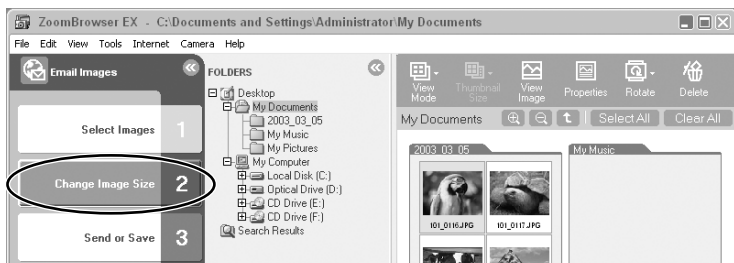 ZoomBrowser EX - C:\Documents and Settings\Administrator\My Documents
File Edit View Tools Internet Camera Help
Email Images
Select Images 1
Change Image Size 2
Send or Save 3
FOLDERS
Desktop
My Documents
2003_03_05
My Music
My Pictures
My Computer
Local Disk (C:)
Optical Drive (D:)
CD Drive (E:)
CD Drive (F:)
Search Results
View Mode
Thumbnail Size
View Image
Properties
Rotate
Delete
My Documents
Select All
Clear All
2003_03_05
101_0116.JPG
101_0117.JPG
My Music